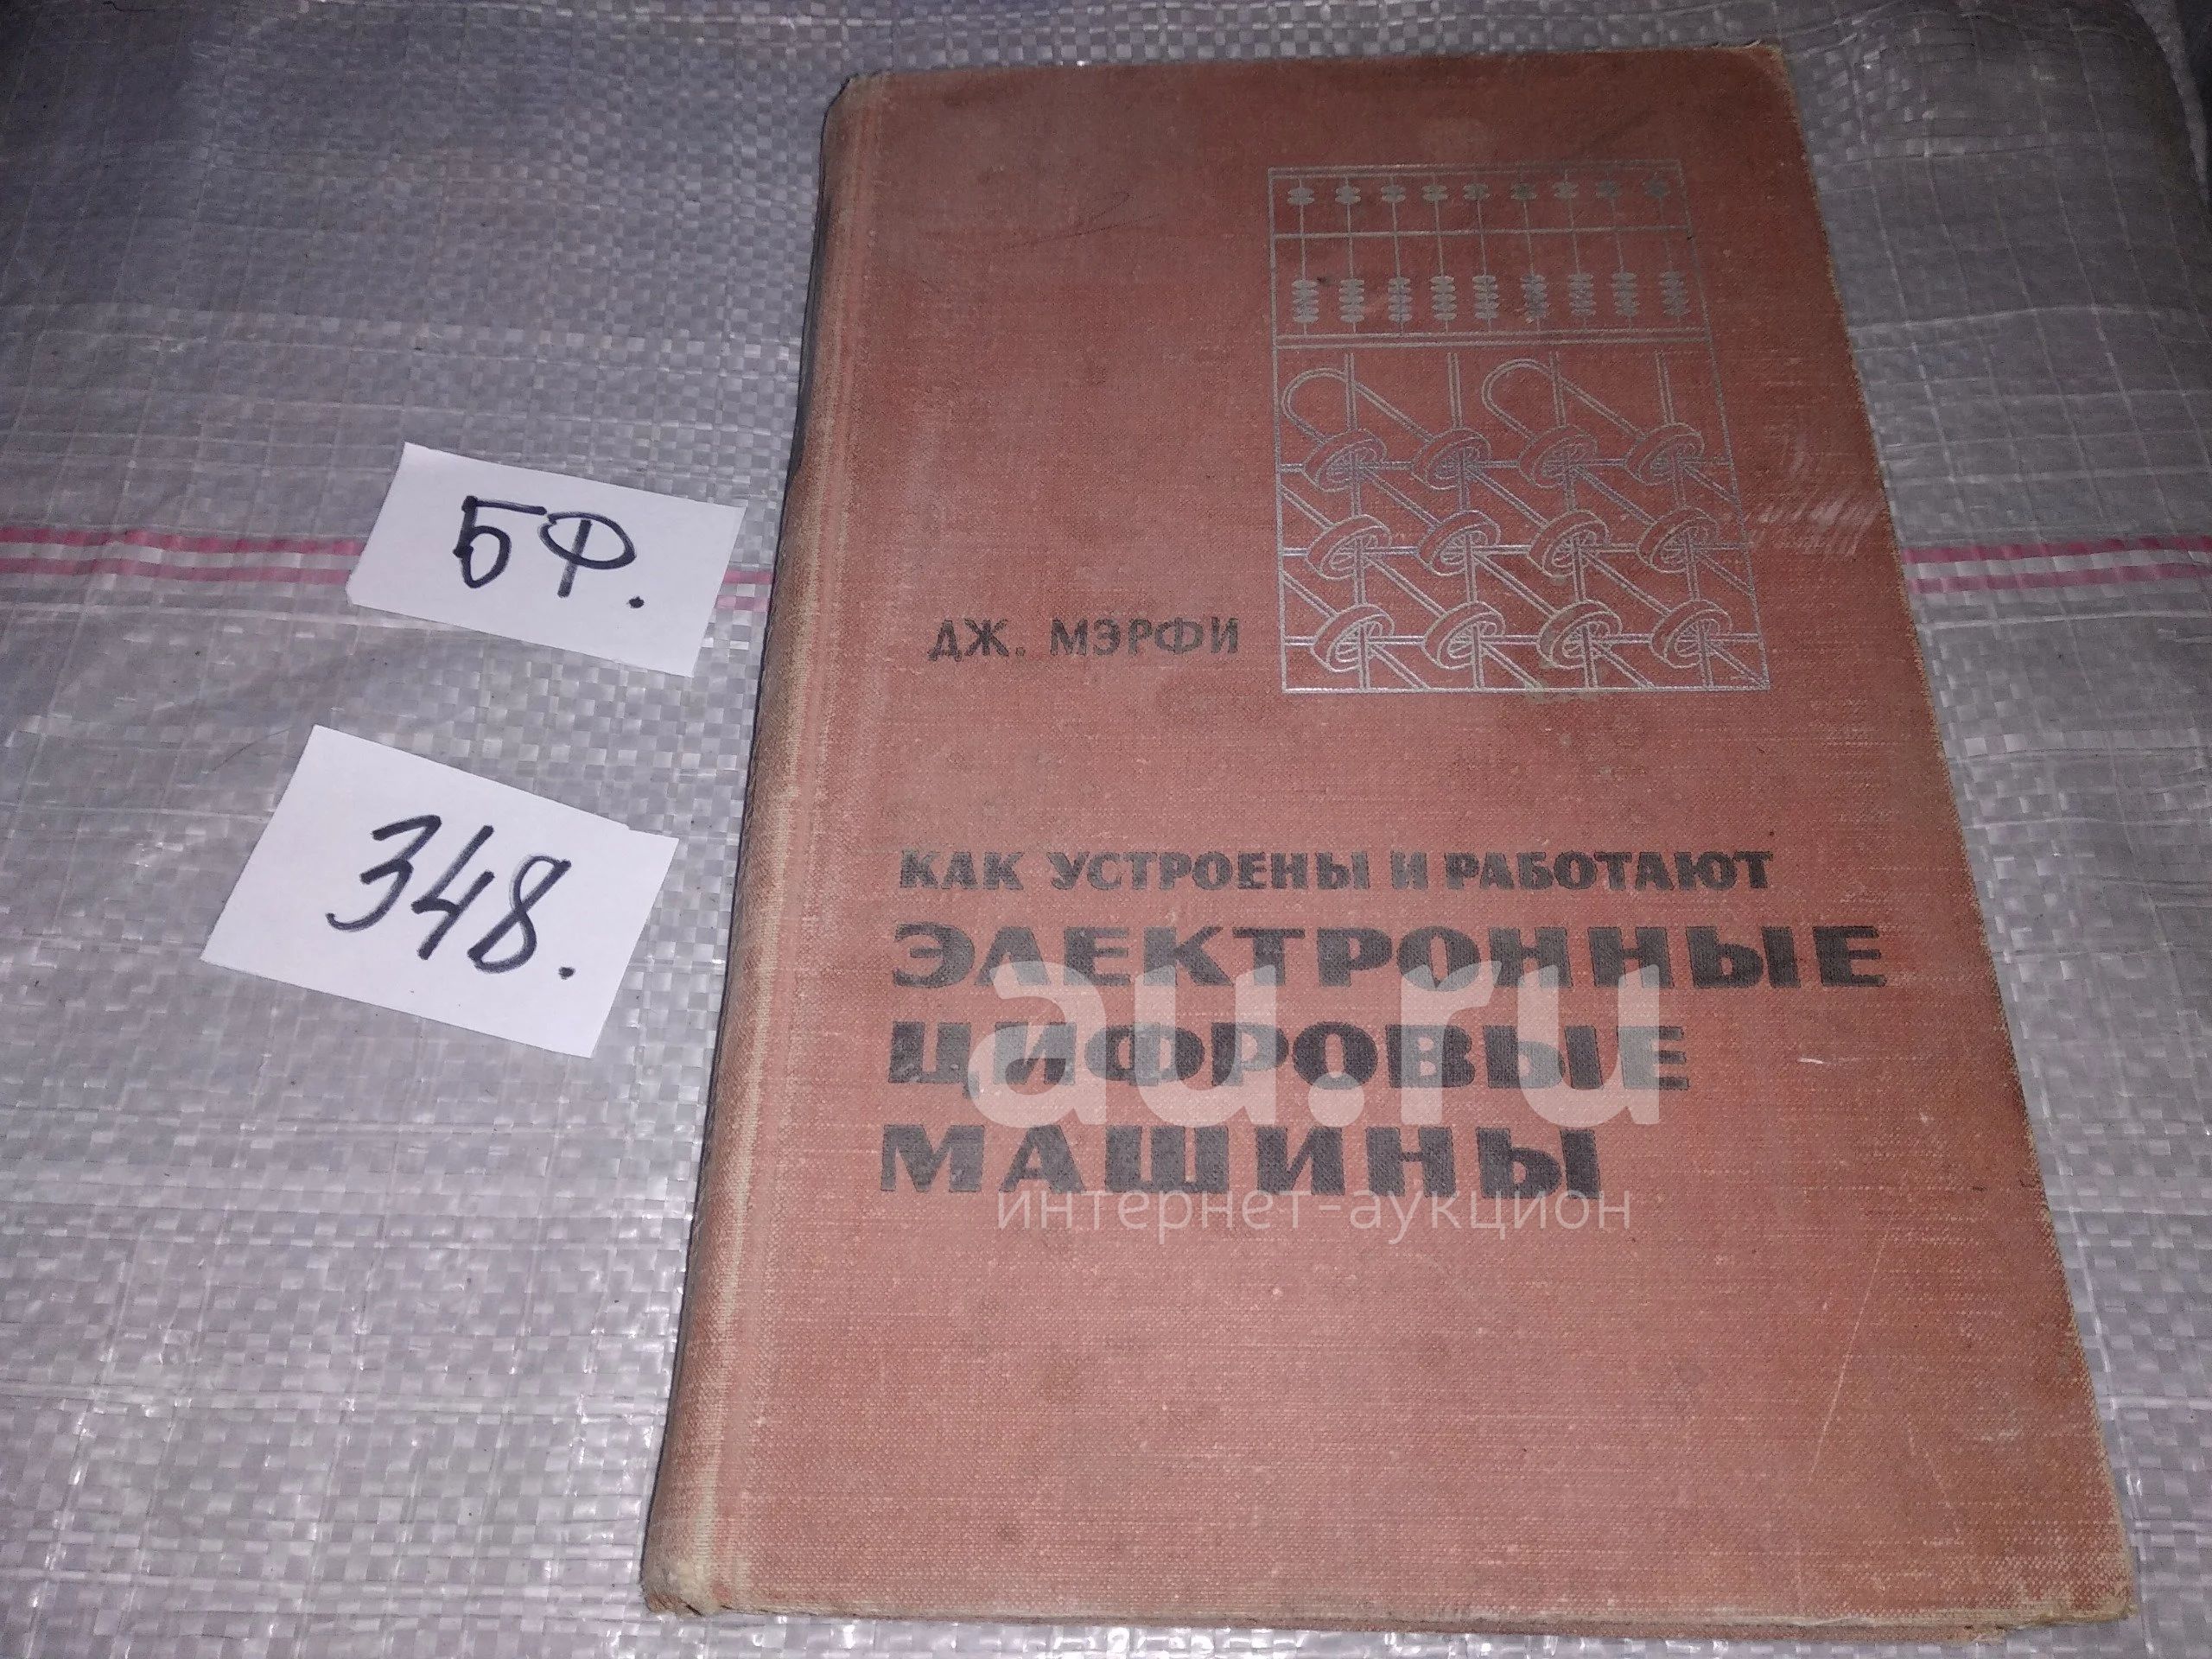 БФ.
348.
ДЖ. МЭРФИ
КАК УСТРОЕНЫ И РАБОТАЮТ
ЭЛЕКТРОННЫЕ
ЦИФРОВЫЕ
МАШИНЫ
au.ru
интернет-аукцион